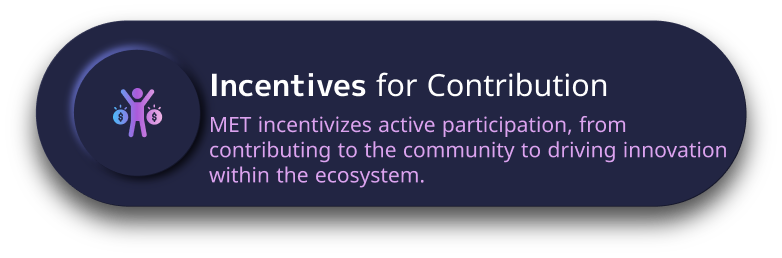 Incentives for Contribution
MET incentivizes active participation, from
contributing to the community to driving innovation
within the ecosystem.